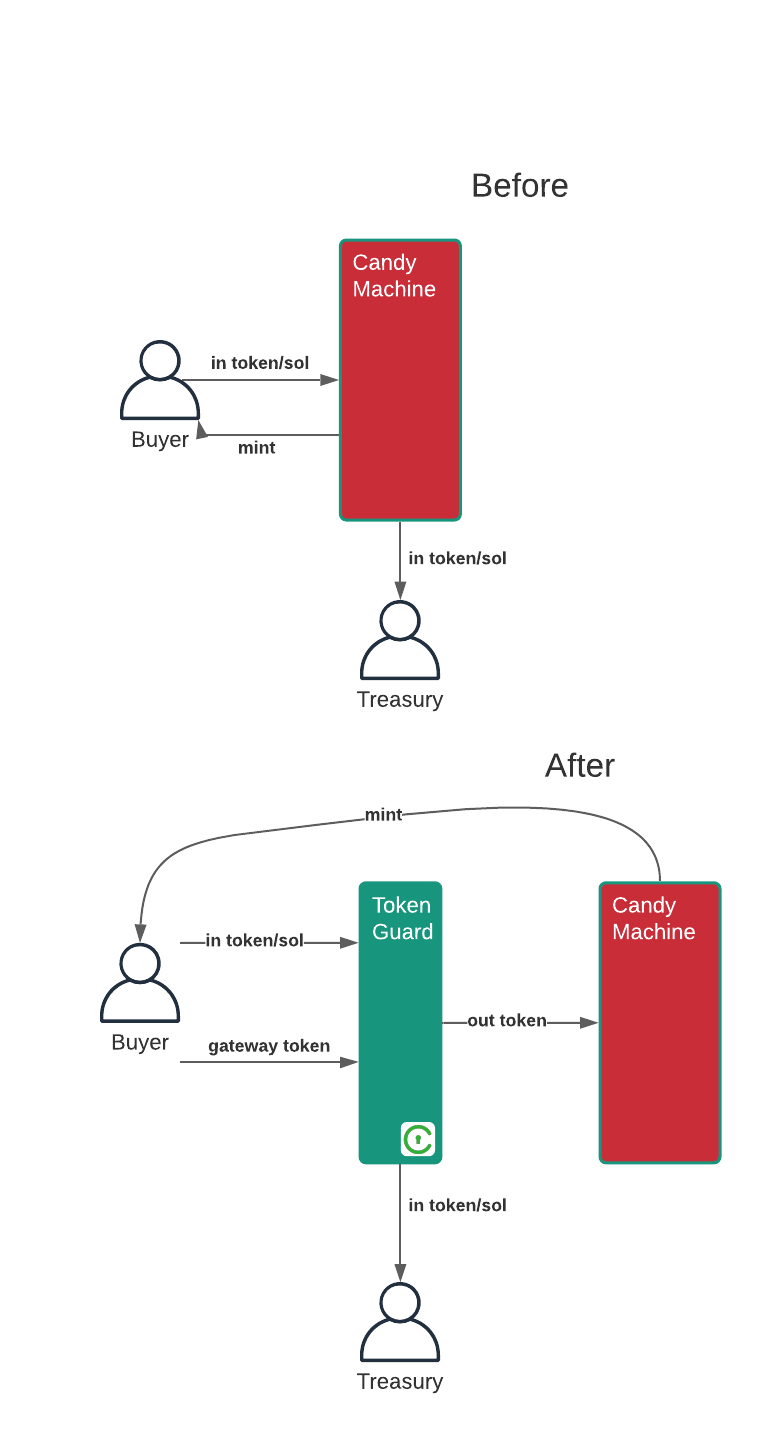 Before
Candy
Machine
in token/sol
Buyer
mint
in token/sol
Treasury
After
mint
Token
Guard
Candy
Machine
in token/sol
out token
Buyer
gateway token
in token/sol
Treasury